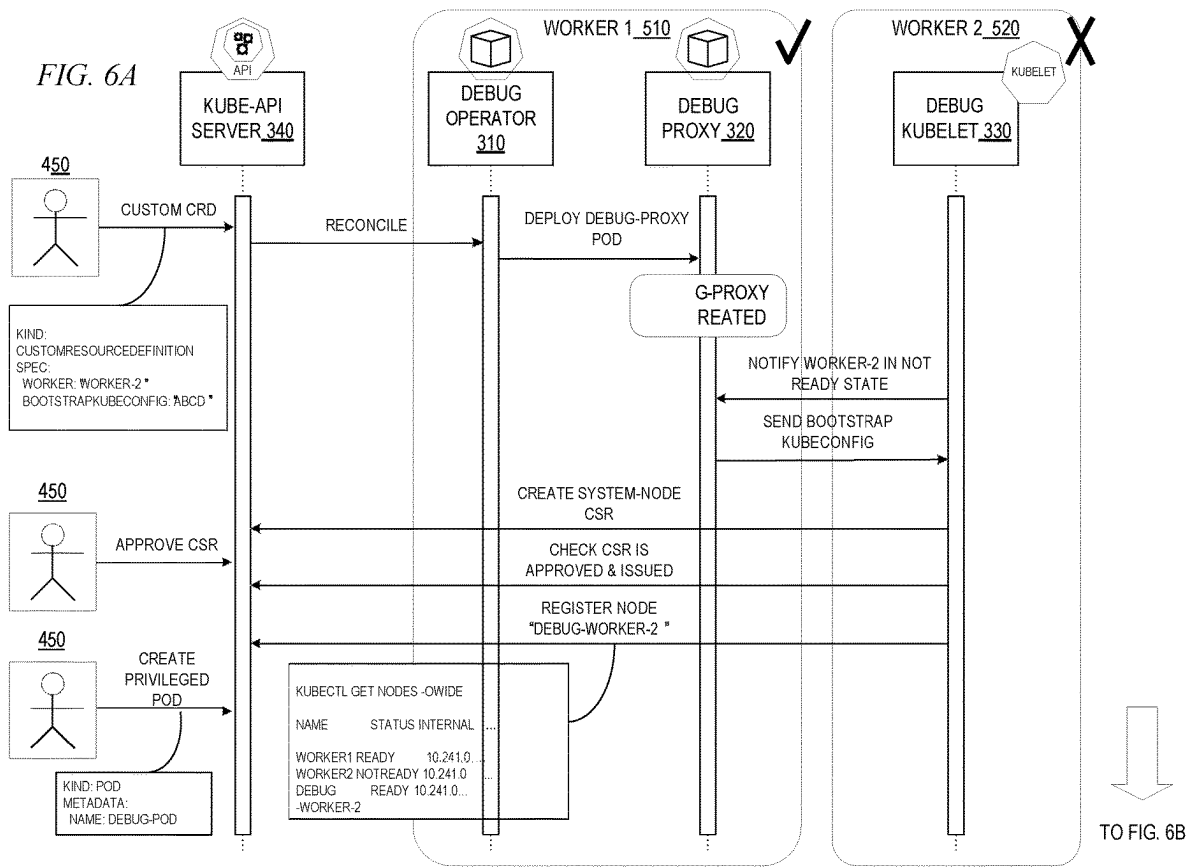 FIG. 6A
WORKER 1 510
WORKER 2 520
API
KUBELET
KUBE-API
SERVER 340
DEBUG
OPERATOR
310
DEBUG
PROXY 320
DEBUG
KUBELET 330
450
CUSTOM CRD
RECONCILE
DEPLOY DEBUG-PROXY
POD
G-PROXY
REATED
KIND:
CUSTOMRESOURCEDEFINITION
SPEC:
WORKER: "WORKER-2"
BOOTSTRAPKUBECONFIG: "ABCD"
NOTIFY WORKER-2 IN NOT
READY STATE
SEND BOOTSTRAP
KUBECONFIG
450
APPROVE CSR
CREATE SYSTEM-NODE
CSR
CHECK CSR IS
APPROVED & ISSUED
REGISTER NODE
"DEBUG-WORKER-2"
450
CREATE
PRIVILEGED
POD
KUBECTL GET NODES -OWIDE
NAME STATUS INTERNAL ...
WORKER1 READY 10.241.0...
WORKER2 NOTREADY 10.241.0 ...
DEBUG READY 10.241.0...
-WORKER-2
KIND: POD
METADATA:
NAME: DEBUG-POD
TO FIG. 6B